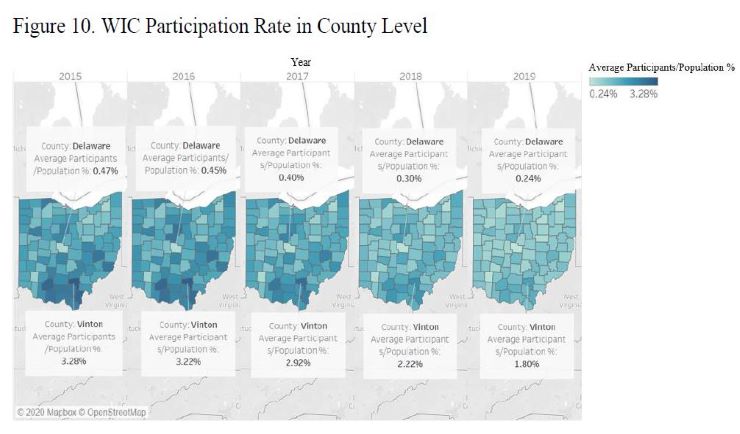 Figure 10. WIC Participation Rate in County Level
Year
2015
2016
2017
2018
2019
Average Participants/Population %
0.24% 3.28%
County: Delaware
Average Participants
/Population %: 0.47%
County: Delaware
Average Participants/
Population %: 0.45%
County: Delaware
Average Participant
s/Population %:
0.40%
County: Delaware
Average Participant
s/Population %:
0.30%
County: Delaware
Average Participant
s/Population %:
0.24%
West
Virginia
West
Virginia
West
Virginia
West
Virginia
County: Vinton
Average Participants
/Population %:
3.28%
County: Vinton
Average Participant
s/Population %:
3.22%
County: Vinton
Average Participant
s/Population %:
2.92%
County: Vinton
Average Participant
s/Population %:
2.22%
County: Vinton
Average Participant
s/Population %:
1.80%
© 2020 Mapbox © OpenStreetMap